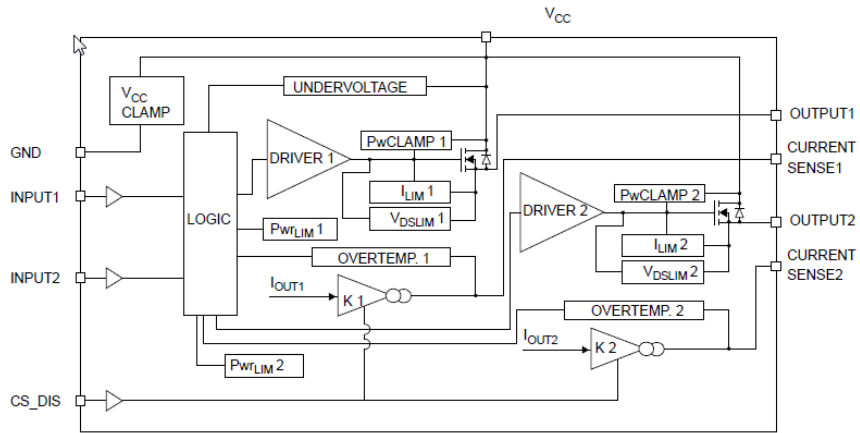 VCC
VCC
CLAMP
UNDERVOLTAGE
OUTPUT1
PwCLAMP 1
GND
DRIVER 1
CURRENT
SENSE1
INPUT1
ILIM 1
PwCLAMP 2
LOGIC
DRIVER 2
VDSLIM 1
OUTPUT2
PwrLIM 1
ILIM 2
OVERTEMP. 1
CURRENT
SENSE2
INPUT2
VDSLIM 2
IOUT1
K 1
OVERTEMP. 2
IOUT2
K 2
PwrLIM 2
CS_DIS